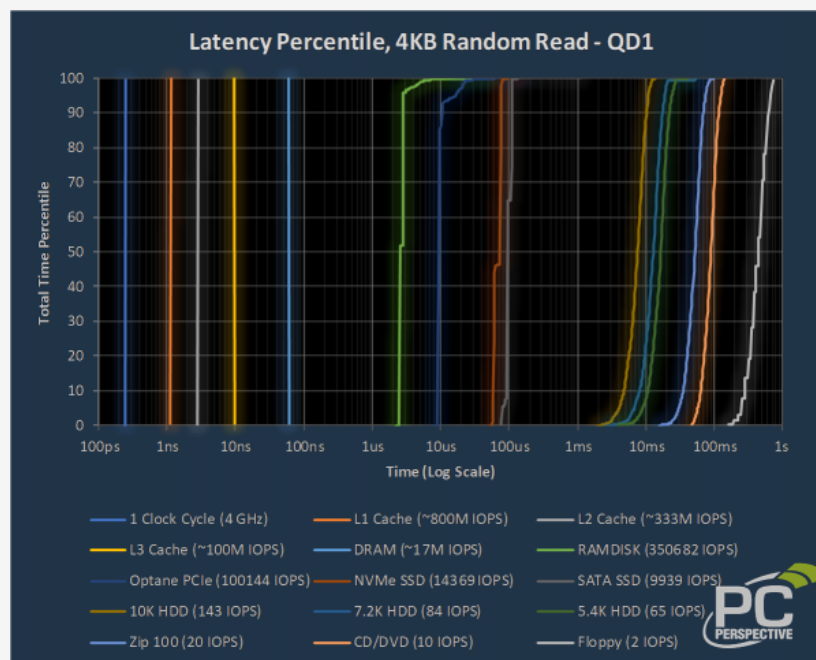 Latency Percentile, 4KB Random Read - QD1
Total Time Percentile
100
90
80
70
60
50
40
30
20
10
0
100ps 1ns 10ns 100ns 1us 10us 100us 1ms 10ms 100ms 1s
Time (Log Scale)
1 Clock Cycle (4 GHz) L1 Cache (~800M IOPS) L2 Cache (~333M IOPS)
L3 Cache (~100M IOPS) DRAM (~17M IOPS) RAMDISK (350682 IOPS)
Optane PCIe (100144 IOPS) NVMe SSD (14369 IOPS) SATA SSD (9939 IOPS)
10K HDD (143 IOPS) 7.2K HDD (84 IOPS) 5.4K HDD (65 IOPS)
Zip 100 (20 IOPS) CD/DVD (10 IOPS) Floppy (2 IOPS)
PC
PERSPECTIVE